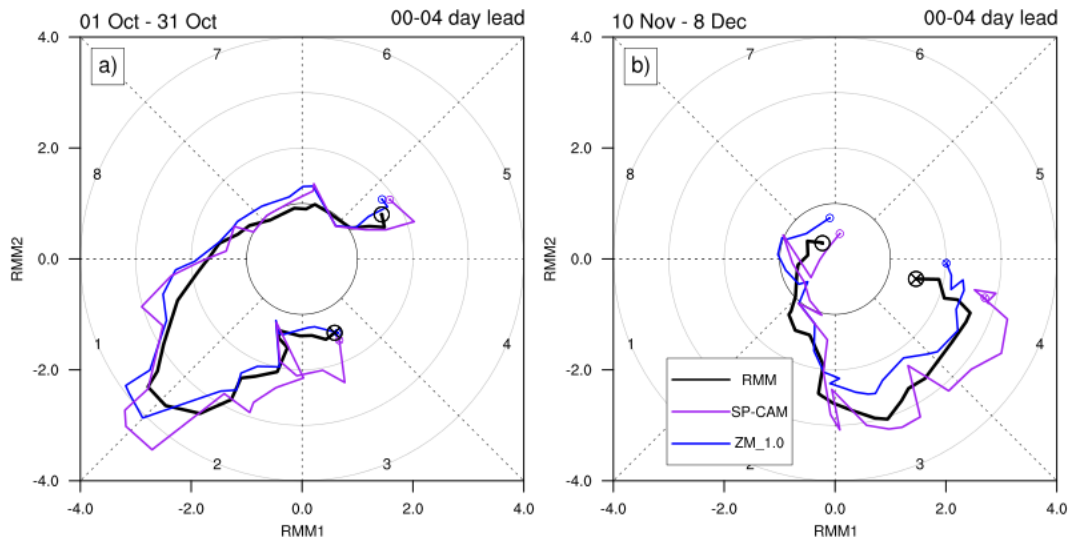 01 Oct - 31 Oct 00-04 day lead
a)
4.0
2.0
0.0
-2.0
-4.0
RMM2
7 6
8 5
1 4
2 3
-4.0 -2.0 0.0 2.0 4.0
RMM1
10 Nov - 8 Dec 00-04 day lead
b)
4.0
2.0
0.0
-2.0
-4.0
RMM2
7 6
8 5
1 4
2 3
RMM
SP-CAM
ZM_1.0
-4.0 -2.0 0.0 2.0 4.0
RMM1